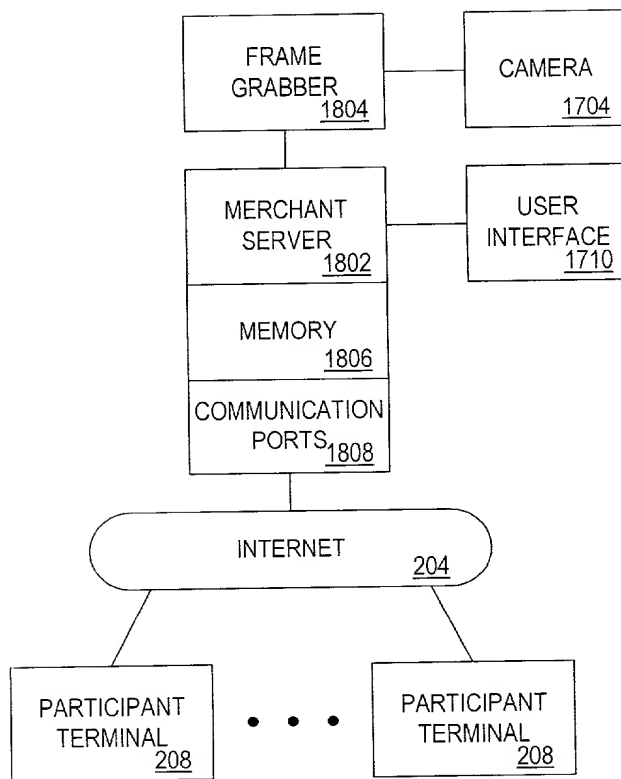 FRAME
GRABBER
1804
CAMERA
1704
MERCHANT
SERVER
1802
USER
INTERFACE
1710
MEMORY
1806
COMMUNICATION
PORTS
1808
INTERNET
204
PARTICIPANT
TERMINAL
208
PARTICIPANT
TERMINAL
208